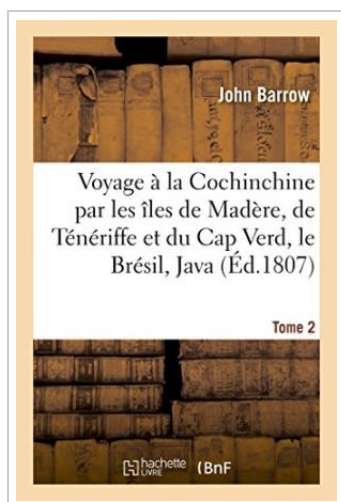 John Barrow
Voyage à la Cochinchine
par les îles de Madère, de
Ténériffe et du Cap Verd, le
Brésil, Java (Éd.1807)
Tome 2
hachette
LIVRE
{BnF